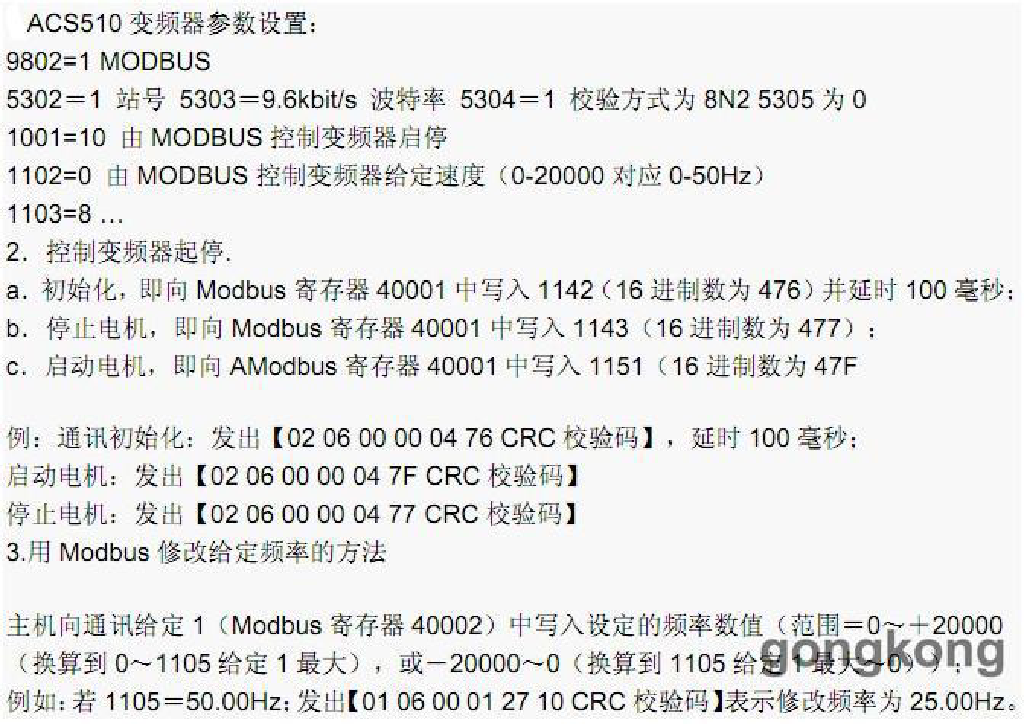 ACS510 变频器参数设置：
9802=1 MODBUS
5302＝1 站号 5303＝9.6kbit/s 波特率 5304＝1 校验方式为 8N2 5305 为 0
1001=10 由 MODBUS 控制变频器启停
1102=0 由 MODBUS 控制变频器给定速度（0-20000 对应 0-50Hz）
1103=8 …
2．控制变频器起停.
a．初始化，即向 Modbus 寄存器 40001 中写入 1142（16 进制数为 476）并延时 100 毫秒；
b．停止电机，即向 Modbus 寄存器 40001 中写入 1143（16 进制数为 477）；
c．启动电机，即向 AModbus 寄存器 40001 中写入 1151（16 进制数为 47F
例：通讯初始化：发出【02 06 00 00 04 76 CRC 校验码】，延时 100 毫秒；
启动电机：发出【02 06 00 00 04 7F CRC 校验码】
停止电机：发出【02 06 00 00 04 77 CRC 校验码】
3.用 Modbus 修改给定频率的方法
主机向通讯给定 1（Modbus 寄存器 40002）中写入设定的频率数值（范围＝0～＋20000
（换算到 0～1105 给定 1 最大），或－20000～0（换算到 1105 给定 1 最大～0））；
例如：若 1105＝50.00Hz；发出【01 06 00 01 27 10 CRC 校验码】表示修改频率为 25.00Hz。
gongkong